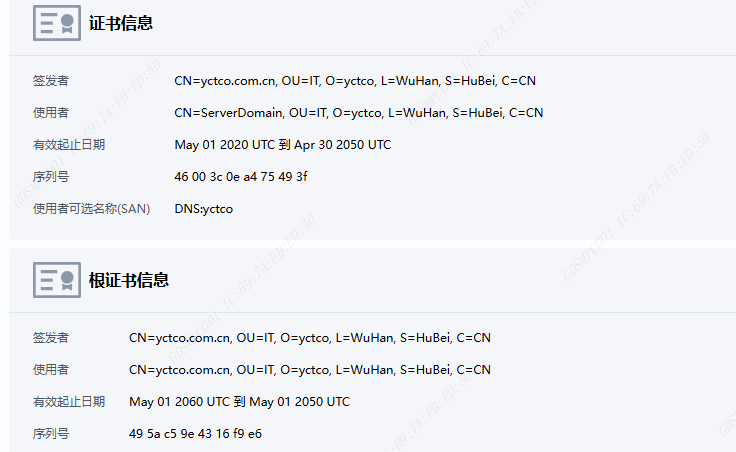 证书信息
签发者 CN=yctco.com.cn, OU=IT, O=yctco, L=WuHan, S=HuBei, C=CN
使用者 CN=ServerDomain, OU=IT, O=yctco, L=WuHan, S=HuBei, C=CN
有效起止日期 May 01 2020 UTC 到 Apr 30 2050 UTC
序列号 46 00 3c 0e a4 75 49 3f
使用者可选名称(SAN) DNS:yctco
根证书信息
签发者 CN=yctco.com.cn, OU=IT, O=yctco, L=WuHan, S=HuBei, C=CN
使用者 CN=yctco.com.cn, OU=IT, O=yctco, L=WuHan, S=HuBei, C=CN
有效起止日期 May 01 2060 UTC 到 May 01 2050 UTC
序列号 49 5a c5 9e 43 16 f9 e6